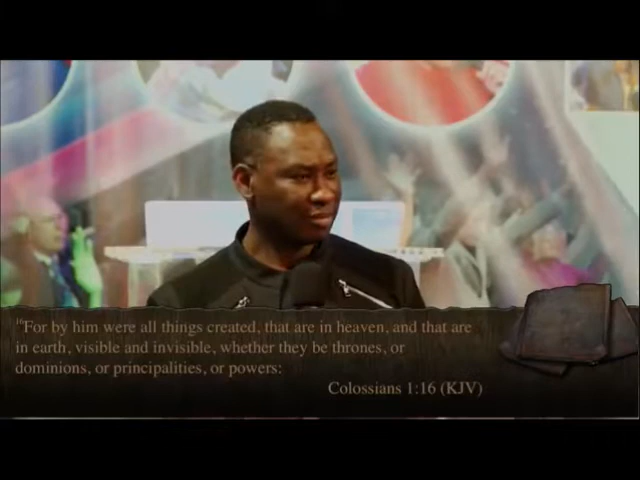 16"For by him were all things created, that are in heaven, and that are
in earth, visible and invisible, whether they be thrones, or
dominions, or principalities, or powers:
Colossians 1:16 (KJV)